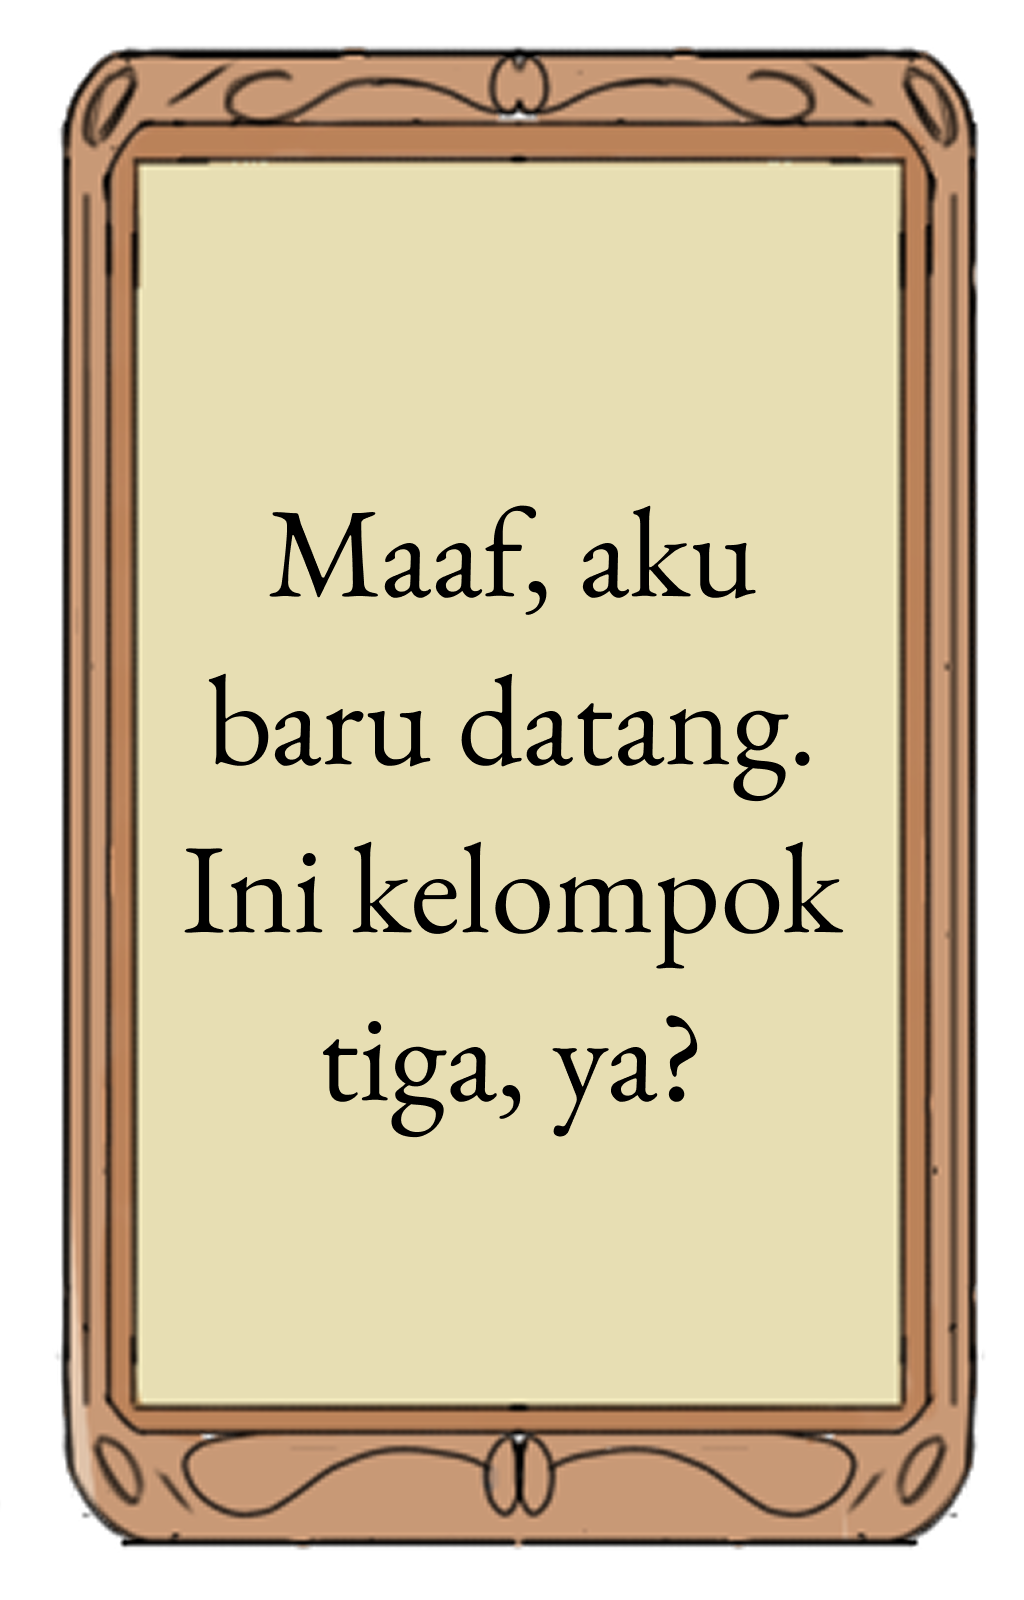 Maaf, aku
baru datang.
Ini kelompok
tiga, ya?